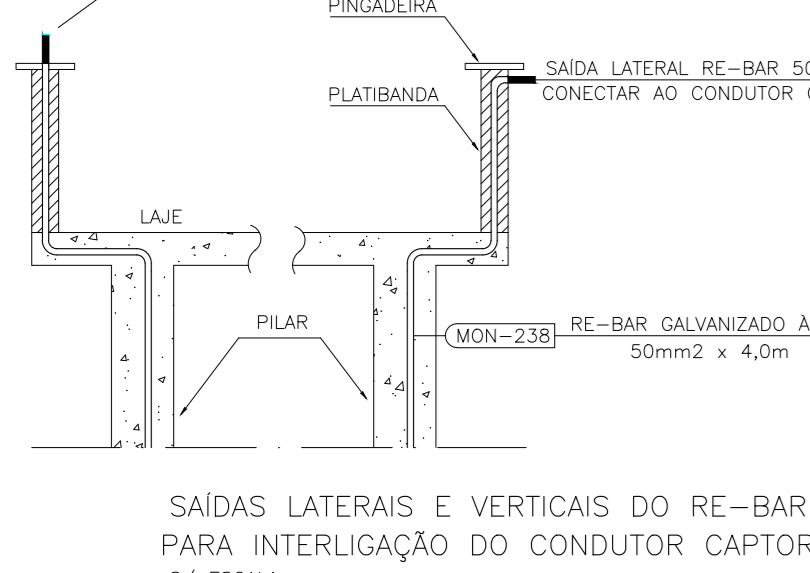 PINGADEIRA
SAÍDA LATERAL RE-BAR 50
CONECTAR AO CONDUTOR
PLATIBANDA
LAJE
PILAR
MON-238
RE-BAR GALVANIZADO À
50mm2 x 4,0m
SAÍDAS LATERAIS E VERTICAIS DO RE-BAR
PARA INTERLIGAÇÃO DO CONDUTOR CAPTOR